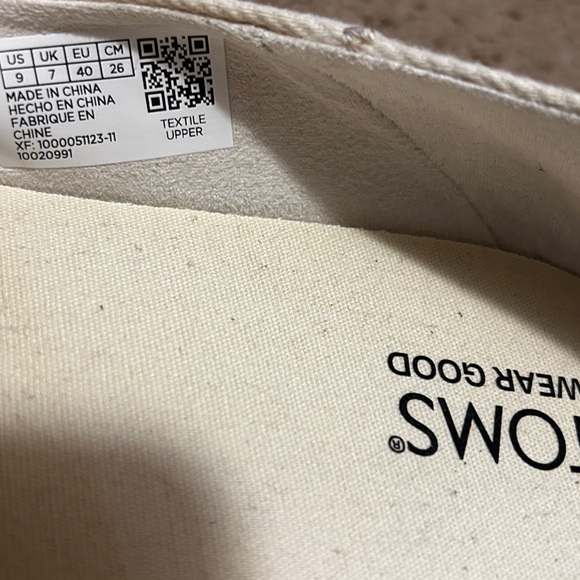 US UK EU CM
9 7 40 26
MADE IN CHINA
HECHO EN CHINA
FABRIQUE EN
CHINE
XF: 1000051123-11
10020991
TEXTILE
UPPER
TOMS®
WEAR GOOD